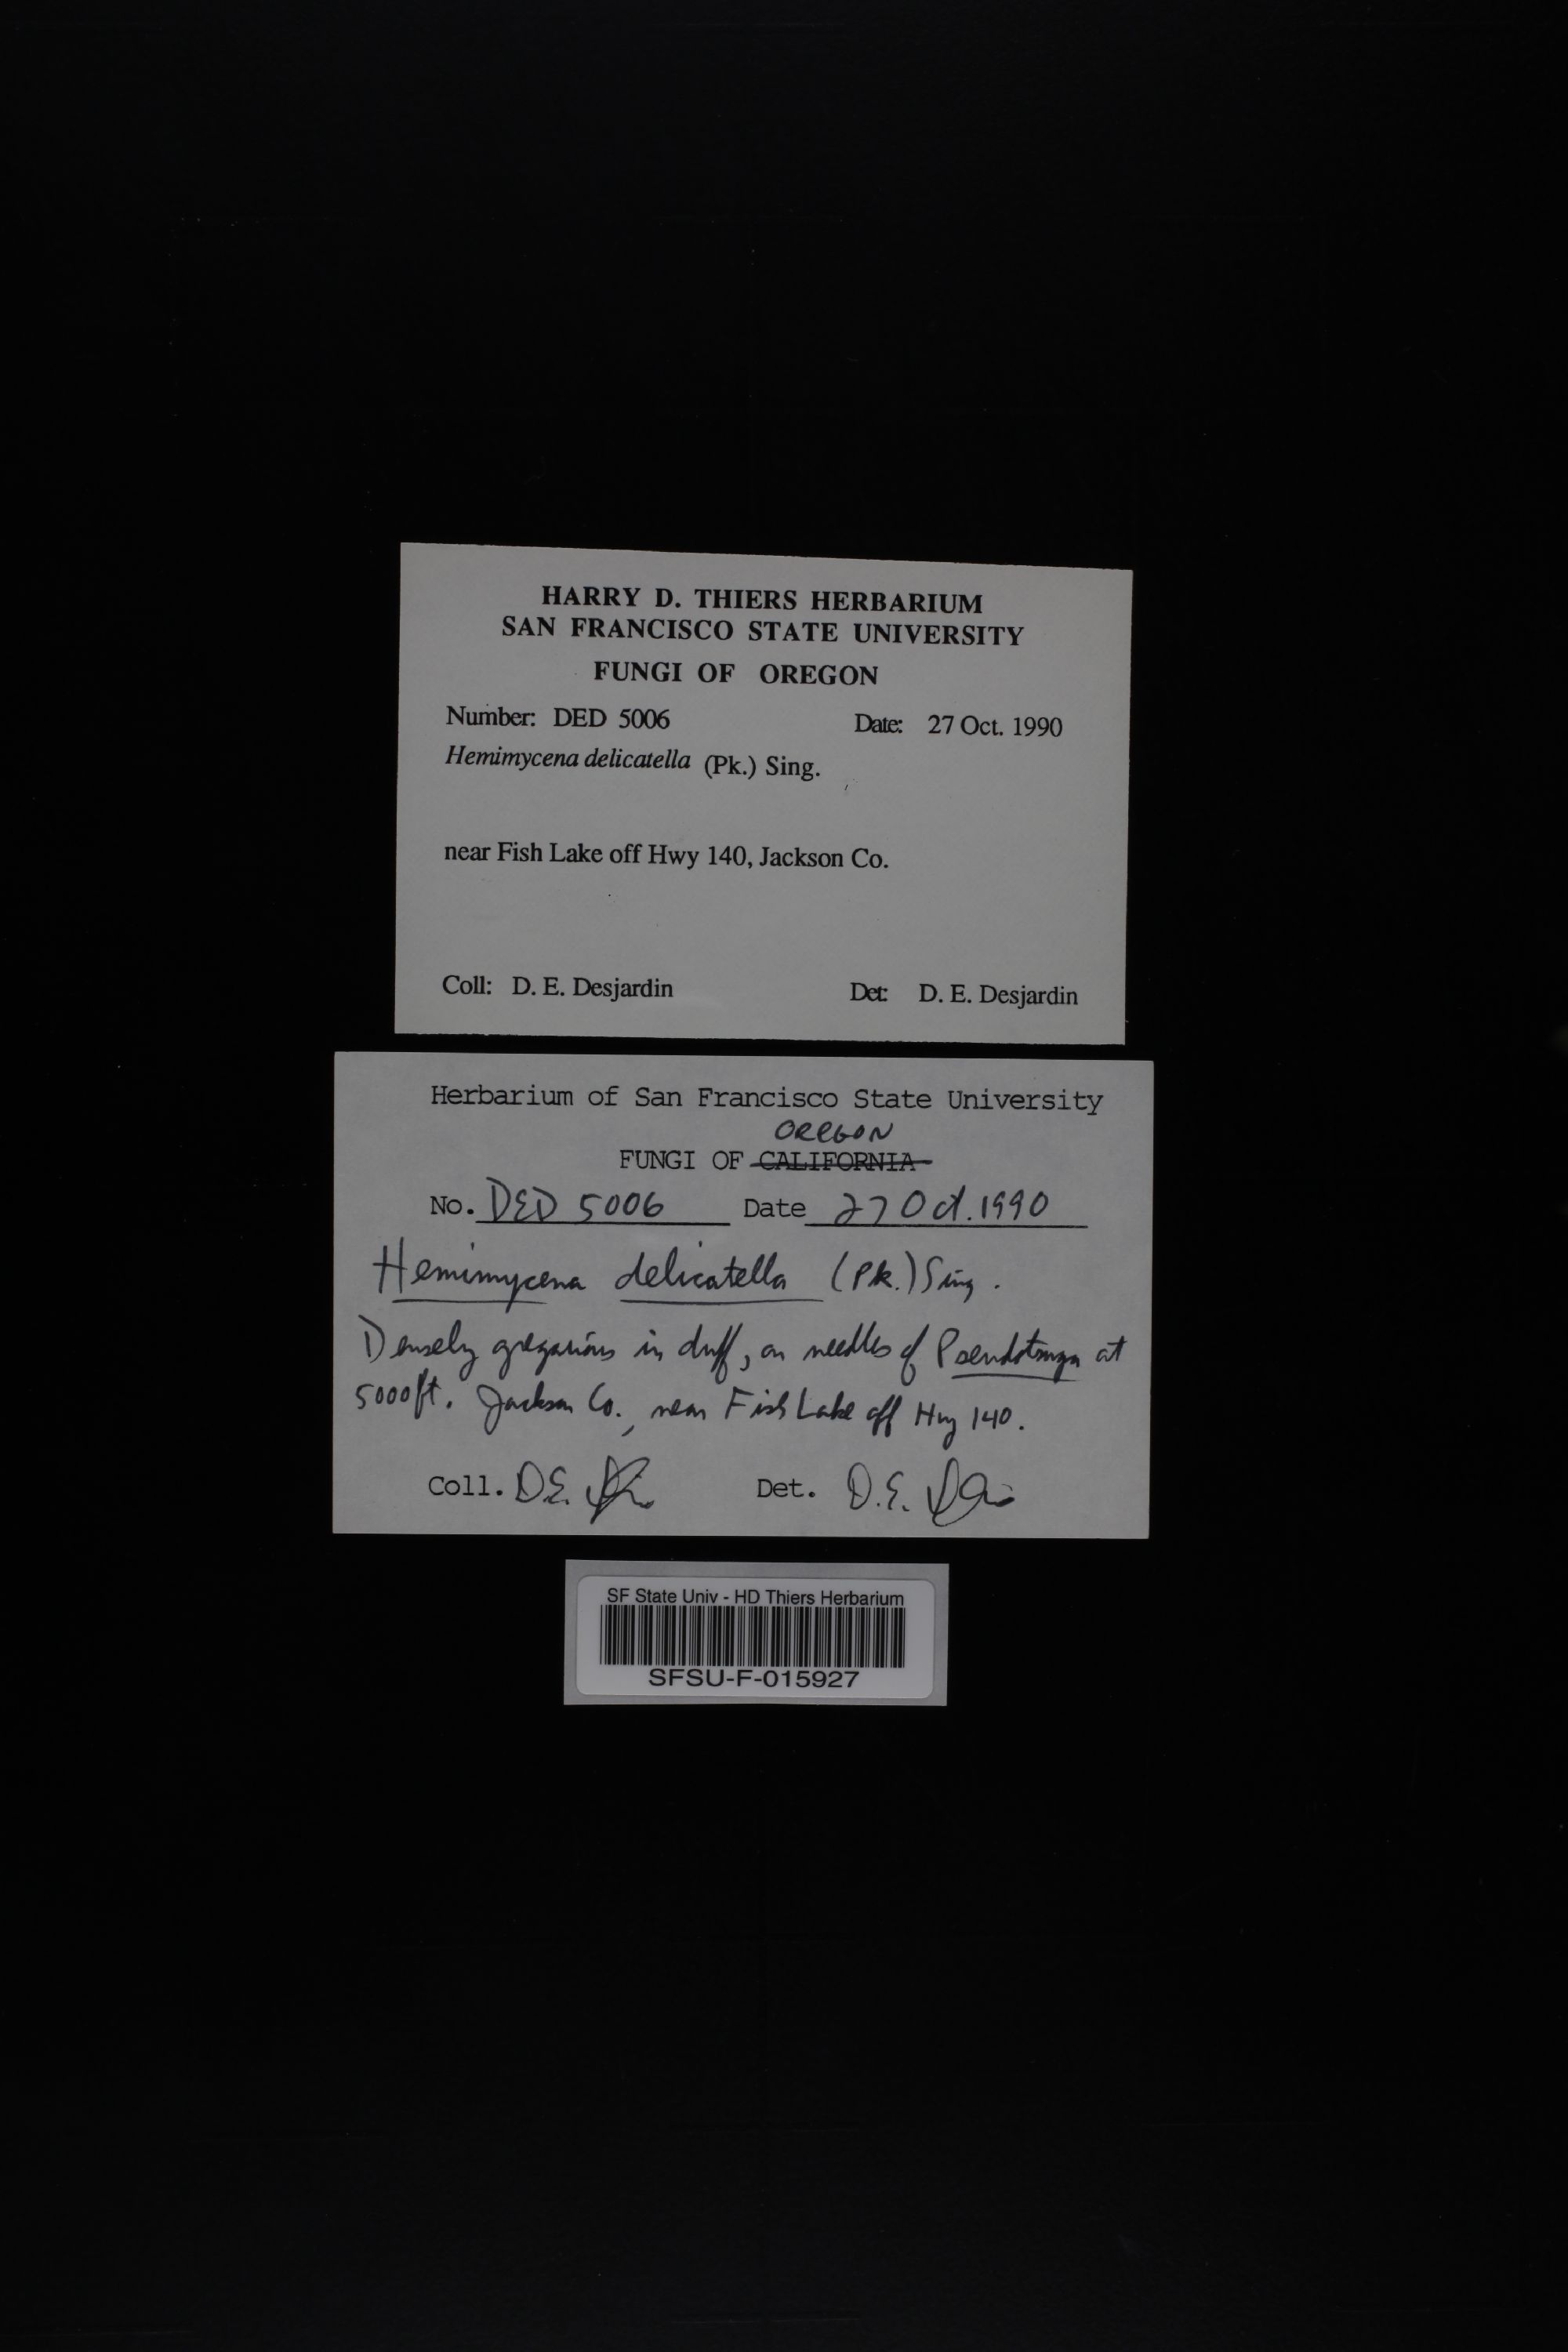 HARRY D. THIERS HERBARIUM
SAN FRANCISCO STATE UNIVERSITY
FUNGI OF OREGON
Number: DED 5006 Date: 27 Oct. 1990
Hemimycena delicatella (Pk.) Sing.
near Fish Lake off Hwy 140, Jackson Co.
Coll: D. E. Desjardin Det: D. E. Desjardin
Herbarium of San Francisco State University
OREGON
FUNGI OF CALIFORNIA
No. DED 5006 Date 27 Oct. 1990
Hemimycena delicatella (Pk.) Sing.
Densely gregarious in duff, on needles of Pseudotsuga at
5000ft. Jackson Co., near Fish Lake off Hwy 140.
Coll. D.E. Det. D.E.
SF State Univ - HD Thiers Herbarium
SFSU-F-015927